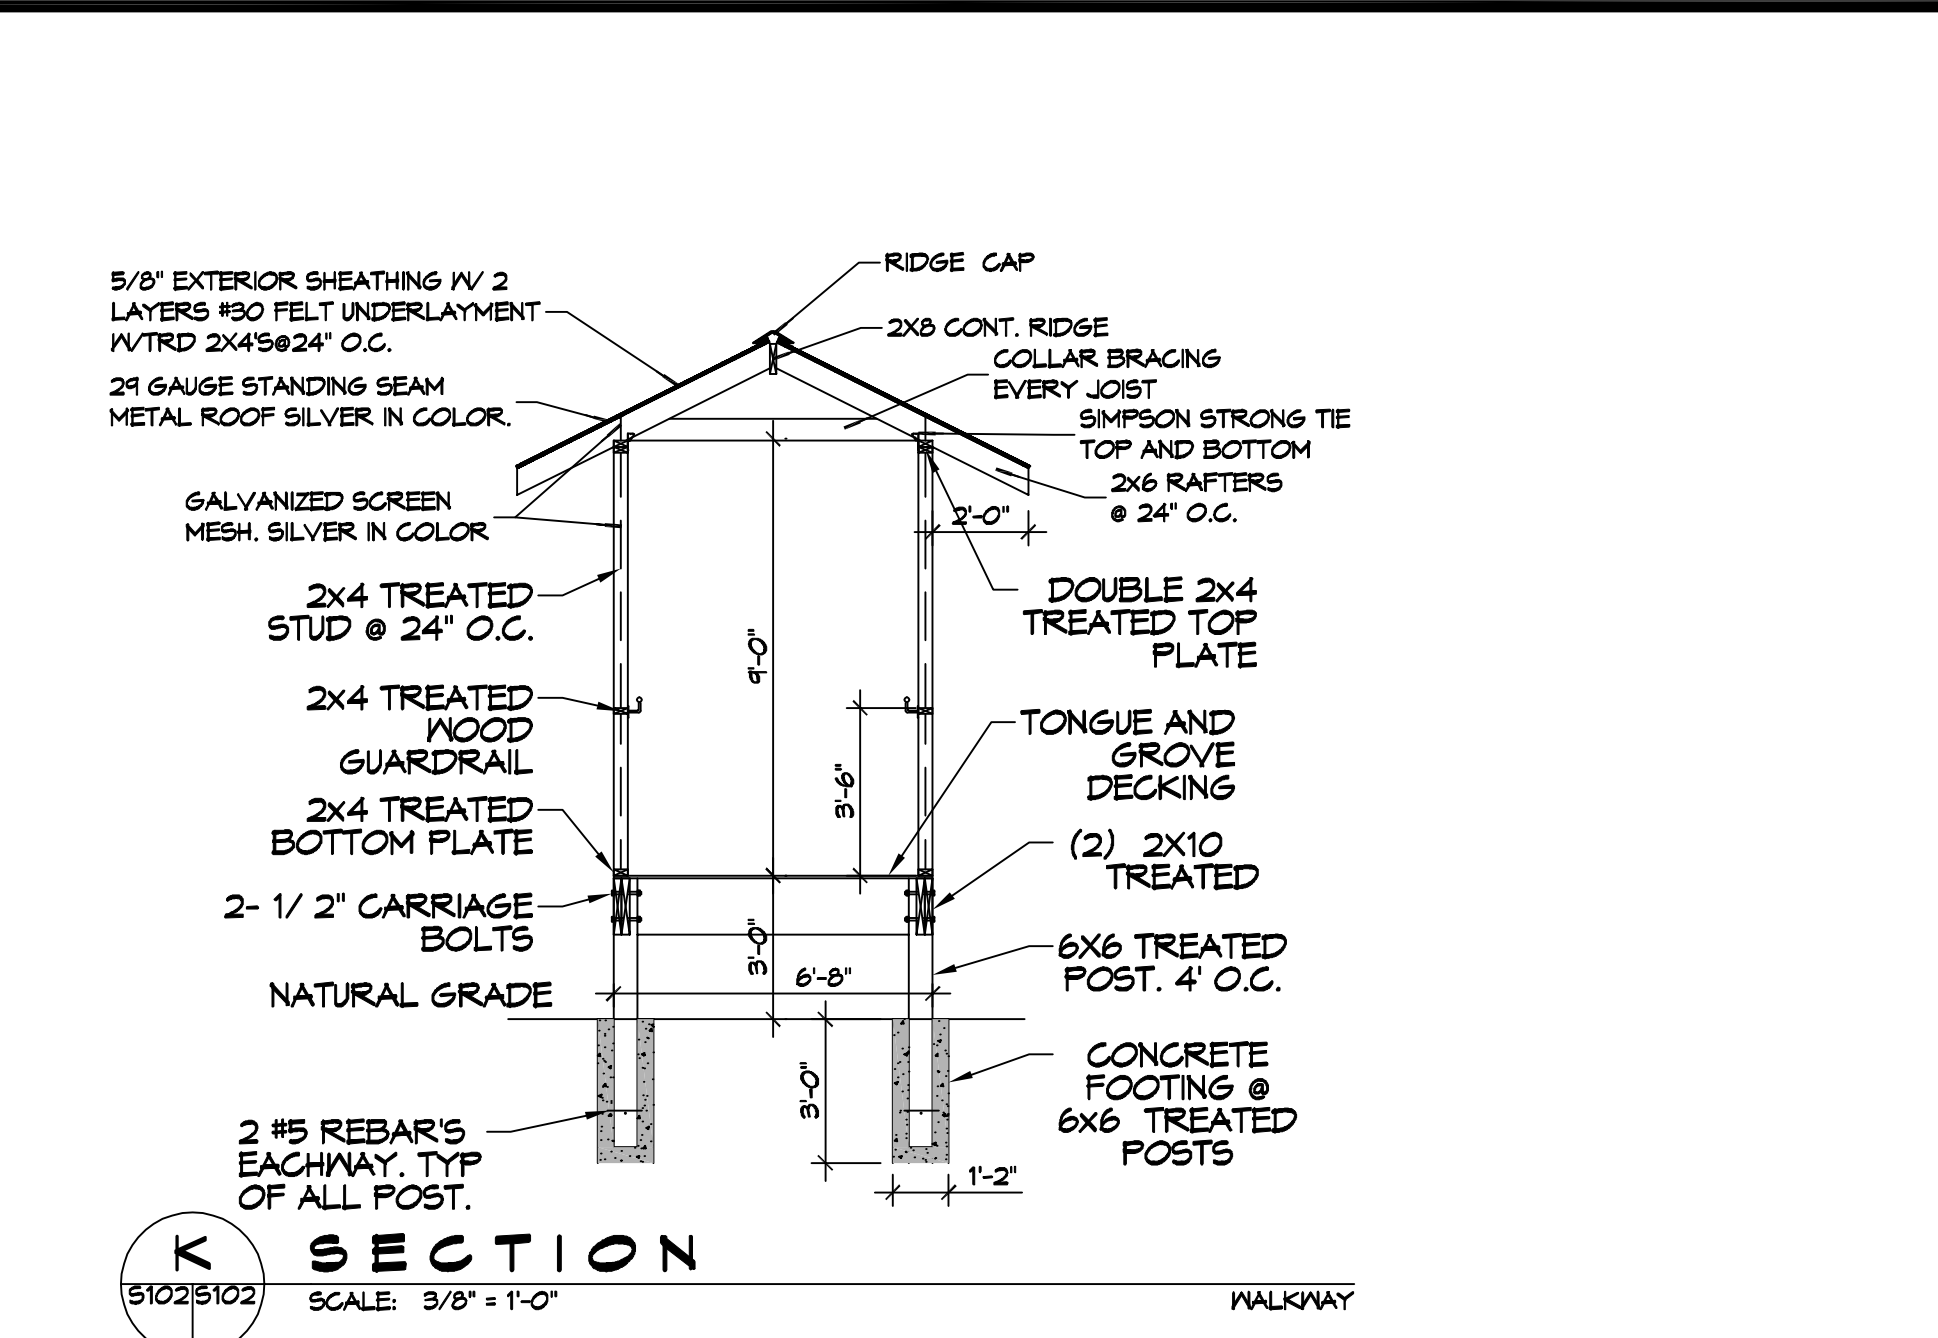 RIDGE CAP
5/8" EXTERIOR SHEATHING W/ 2
LAYERS #30 FELT UNDERLAYMENT
W/TRD 2X4'S@24" O.C.
2X8 CONT. RIDGE
COLLAR BRACING
EVERY JOIST
29 GAUGE STANDING SEAM
METAL ROOF SILVER IN COLOR.
SIMPSON STRONG TIE
TOP AND BOTTOM
2x6 RAFTERS
@ 24" O.C.
GALVANIZED SCREEN
MESH. SILVER IN COLOR
2'-0"
2x4 TREATED
STUD @ 24" O.C.
DOUBLE 2x4
TREATED TOP
PLATE
9'-0"
2x4 TREATED
WOOD
GUARDRAIL
TONGUE AND
GROVE
DECKING
3'-6"
2x4 TREATED
BOTTOM PLATE
(2) 2X10
TREATED
2- 1/ 2" CARRIAGE
BOLTS
3'-0"
6X6 TREATED
POST. 4' O.C.
6'-8"
NATURAL GRADE
CONCRETE
FOOTING @
6x6 TREATED
POSTS
3'-0"
2 #5 REBAR'S
EACHWAY. TYP
OF ALL POST.
1'-2"
K
SECTION
S102 S102
SCALE: 3/8" = 1'-0"
WALKWAY